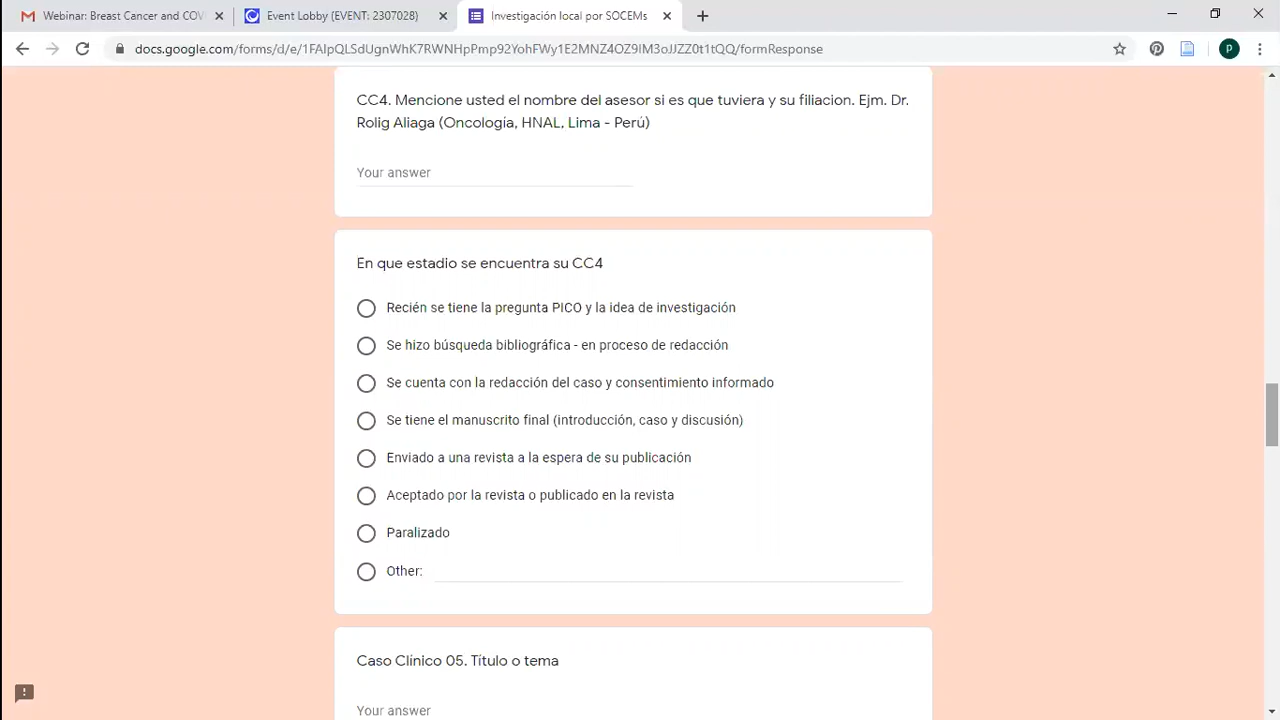 Webinar: Breast Cancer and COV
Event Lobby (EVENT: 2307028)
Investigación local por SOCEMs
docs.google.com/forms/d/e/1FAIpQLSdUgnWhK7RWNHpPmp92YonFWy1E2MNZ4OZ9IM3oJJZZ0t1tQQ/formResponse
p
CC4. Mencione usted el nombre del asesor si es que tuviera y su filiacion. Ejm. Dr.
Rolig Aliaga (Oncologia, HNAL, Lima - Perú)
Your answer
En que estadio se encuentra su CC4
Recién se tiene la pregunta PICO y la idea de investigación
Se hizo búsqueda bibliográfica - en proceso de redacción
Se cuenta con la redacción del caso y consentimiento informado
Se tiene el manuscrito final (introducción, caso y discusión)
Enviado a una revista a la espera de su publicación
Aceptado por la revista o publicado en la revista
Paralizado
Other:
Caso Clínico 05. Título o tema
Your answer